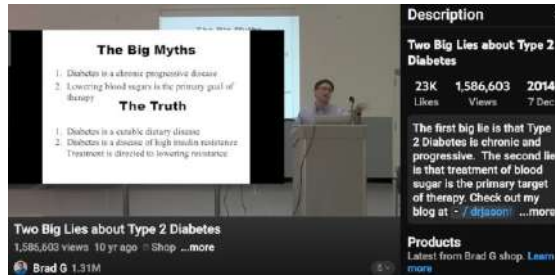 The Big Myths
1. Diabetes is a chronic progressive disease
2. Lowering blood sugars is the primary goal of
therapy
The Truth
1. Diabetes is a curable dietary disease
2. Diabetes is a disease of high insulin resistance
Treatment is directed to lowering resistance
Two Big Lies about Type 2 Diabetes
1,586,603 views 10 yr ago Shop ...more
Brad G 1.31M
Description
Two Big Lies about Type 2
Diabetes
23K 1,586,603 2014
Likes Views 7 Dec
The first big lie is that Type
2 Diabetes is chronic and
progressive. The second lie
is that treatment of blood
sugar is the primary target
of therapy. Check out my
blog at - / drjason ...more
Products
Latest from Brad G shop. Learn
more